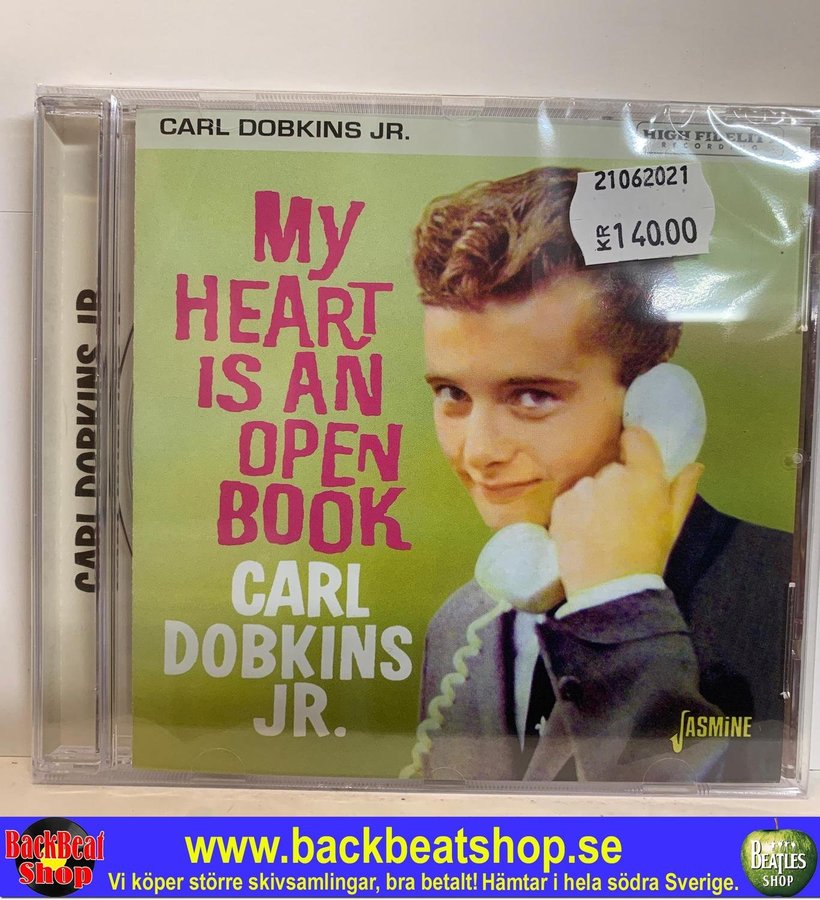 CARL DOBKINS JR.
HIGH FIDELITY
RECORDING
21062021
KR 140.00
MY
HEART
IS AN
OPEN
BOOK
CARL
DOBKINS
JR.
CARL DOBKINS JR
JASMINE
BackBeat
Shop
www.backbeatshop.se
Vi köper större skivsamlingar, bra betalt! Hämtar i hela södra Sverige.
BEATLES
SHOP